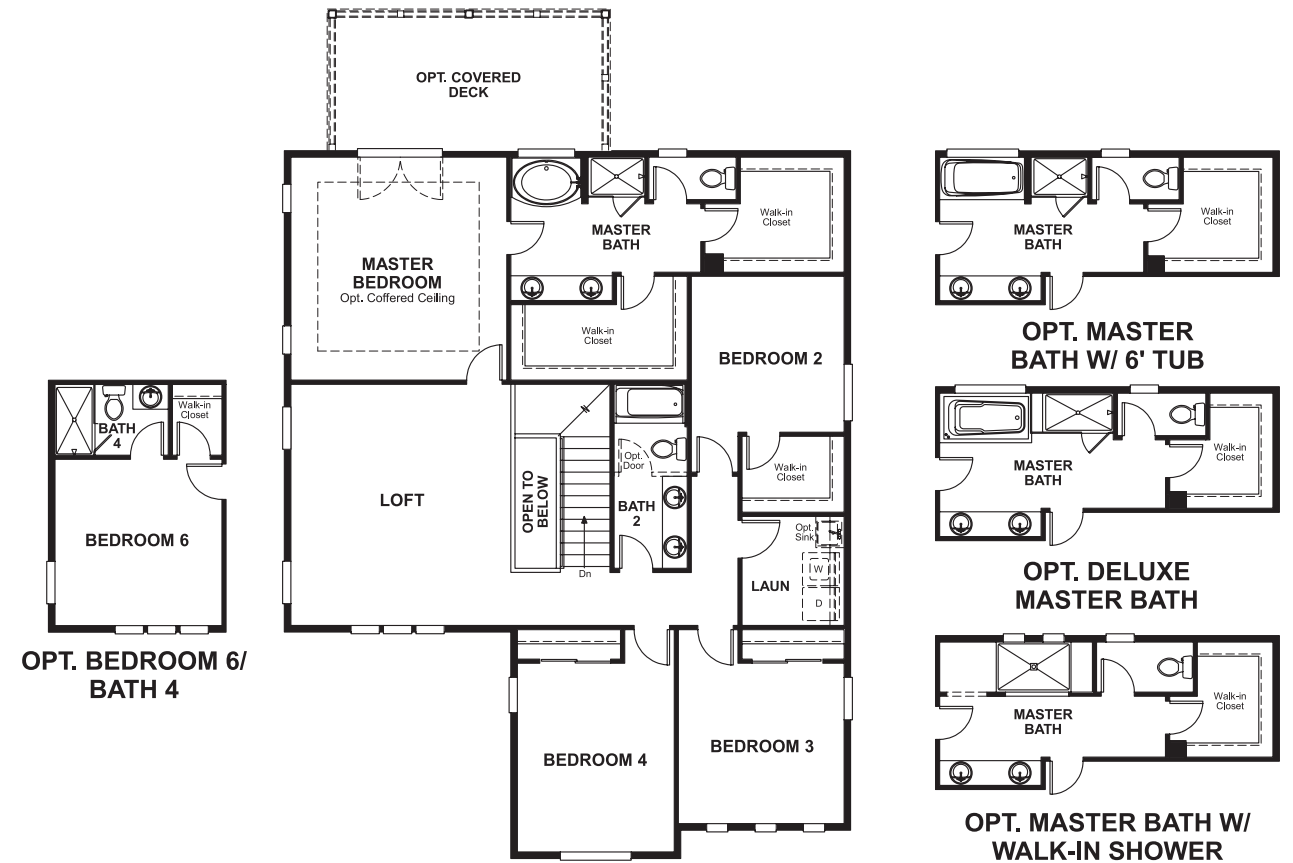 OPT. COVERED
DECK
MASTER
BEDROOM
Opt. Coffered Ceiling
MASTER
BATH
Walk-in
Closet
Walk-in
Closet
BEDROOM 2
Walk-in
Closet
LOFT
OPEN TO
BELOW
Dn
Opt.
Door
BATH
2
Opt.
Sink
LAUN
W
D
BEDROOM 4
BEDROOM 3
BATH
4
Walk-in
Closet
BEDROOM 6
OPT. BEDROOM 6/
BATH 4
MASTER
BATH
Walk-in
Closet
OPT. MASTER
BATH W/ 6' TUB
MASTER
BATH
Walk-in
Closet
OPT. DELUXE
MASTER BATH
MASTER
BATH
Walk-in
Closet
OPT. MASTER BATH W/
WALK-IN SHOWER